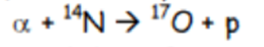 α + ¹⁴N → ¹⁷O + p